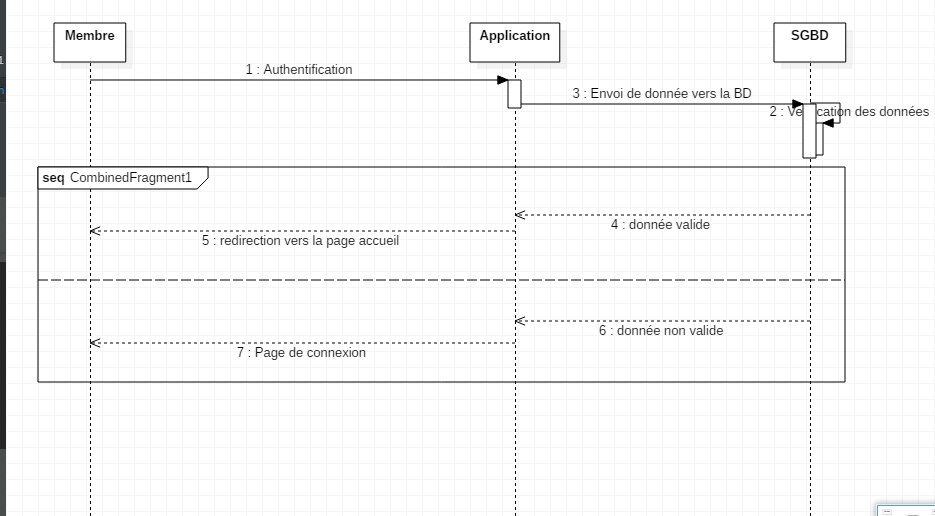 Membre
Application
SGBD
1 : Authentification
3 : Envoi de donnée vers la BD
2 : Ve cation des données
seq CombinedFragment1
4 : donnée valide
5 : redirection vers la page accueil
6 : donnée non valide
7 : Page de connexion